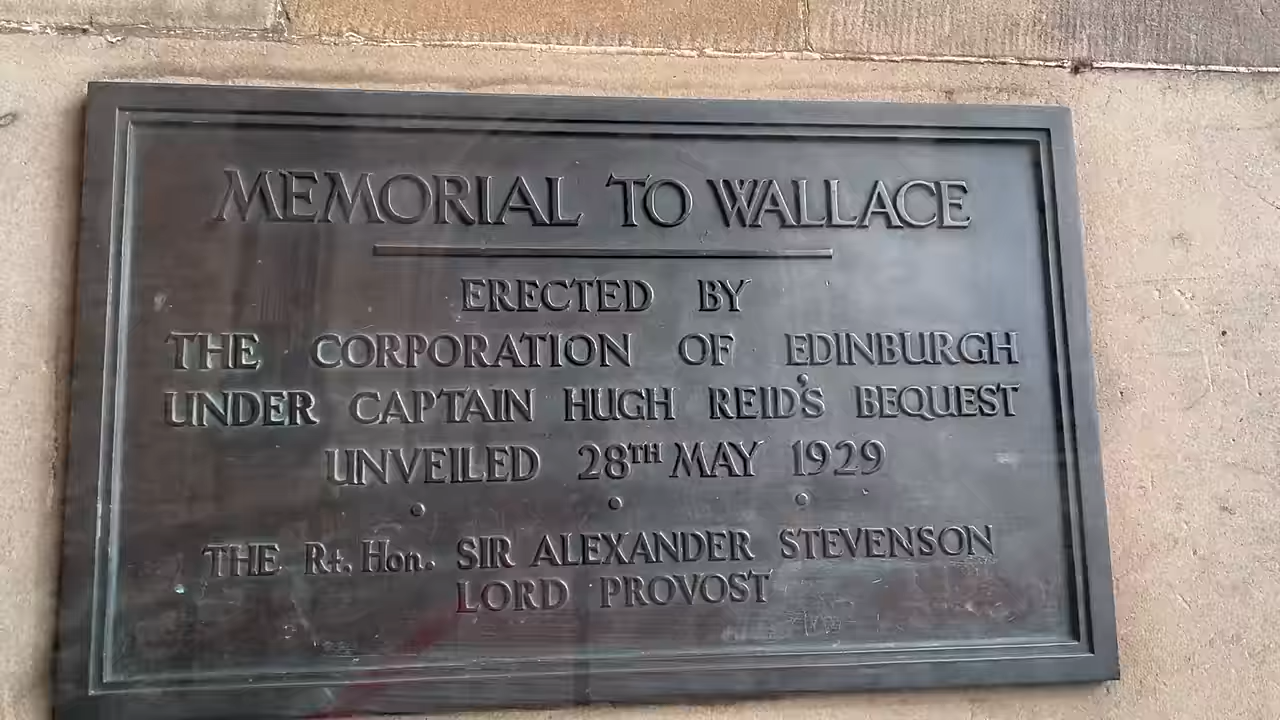 MEMORIAL TO WALLACE
ERECTED BY
THE CORPORATION OF EDINBURGH
UNDER CAPTAIN HUGH REID'S BEQUEST
UNVEILED 28TH MAY 1929
THE Rt. Hon. SIR ALEXANDER STEVENSON
LORD PROVOST